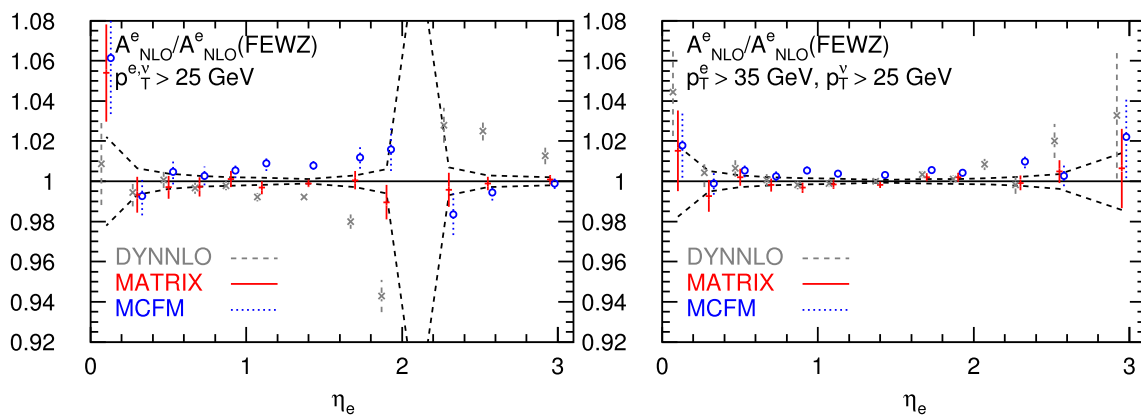 1.08
1.06
1.04
1.02
1
0.98
0.96
0.94
0.92
A^e_NLO/A^e_NLO(FEWZ)
p^e,ν_T > 25 GeV
DYNNLO
MATRIX
MCFM
0 1 2 3
η_e
1.08
1.06
1.04
1.02
1
0.98
0.96
0.94
0.92
A^e_NLO/A^e_NLO(FEWZ)
p^e_T > 35 GeV, p^ν_T > 25 GeV
DYNNLO
MATRIX
MCFM
0 1 2 3
η_e